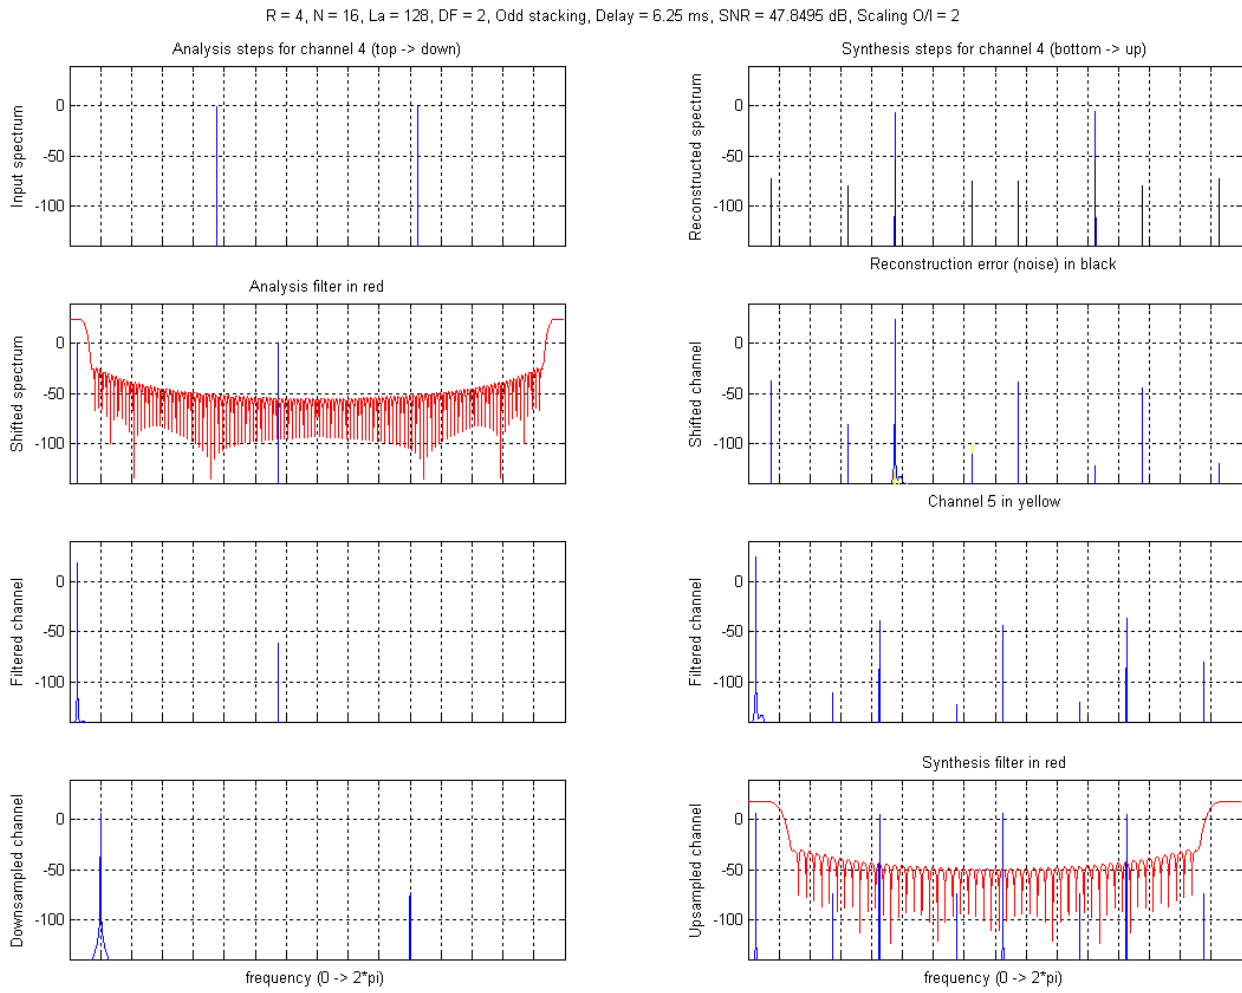 R = 4, N = 16, La = 128, DF = 2, Odd stacking, Delay = 6.25 ms, SNR = 47.8495 dB, Scaling O/I = 2
Analysis steps for channel 4 (top -> down)
Input spectrum
0
-50
-100
Analysis filter in red
Shifted spectrum
0
-50
-100
Filtered channel
0
-50
-100
Downsampled channel
0
-50
-100
frequency (0 -> 2*pi)
Synthesis steps for channel 4 (bottom -> up)
Reconstructed spectrum
0
-50
-100
Reconstruction error (noise) in black
Shifted channel
0
-50
-100
Channel 5 in yellow
Filtered channel
0
-50
-100
Synthesis filter in red
Upsampled channel
0
-50
-100
frequency (0 -> 2*pi)